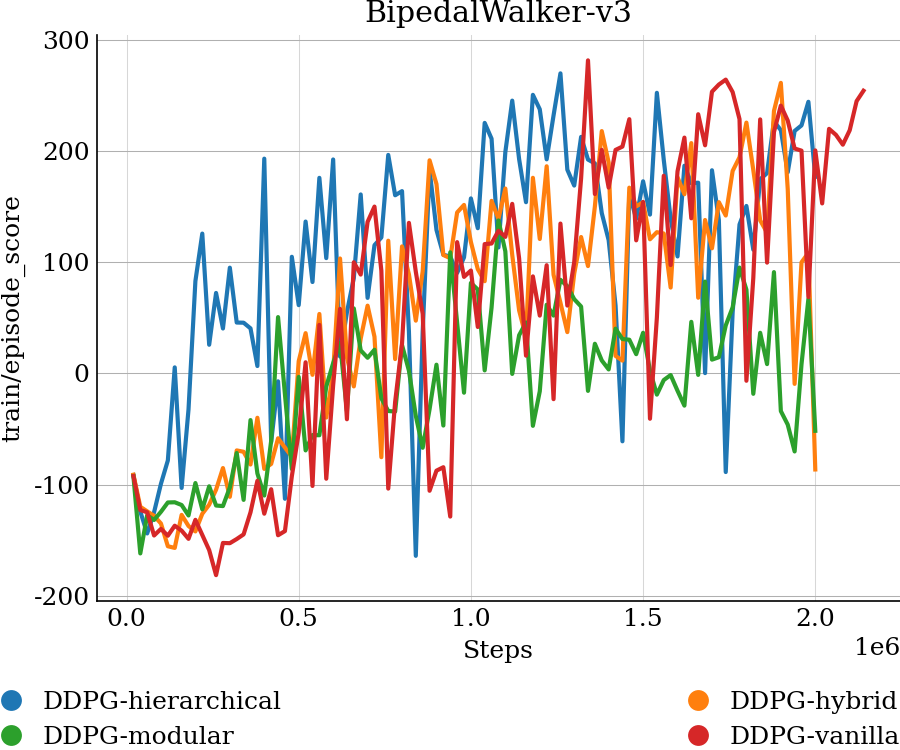 BipedalWalker-v3
300
200
100
0
-100
-200
train/episode_score
0.0 0.5 1.0 1.5 2.0
1e6
Steps
DDPG-hierarchical DDPG-hybrid
DDPG-modular DDPG-vanilla